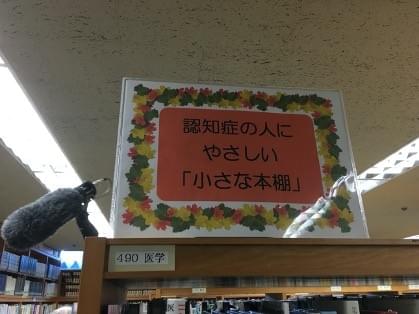 認知症の人に
やさしい
「小さな本棚」
490 医学